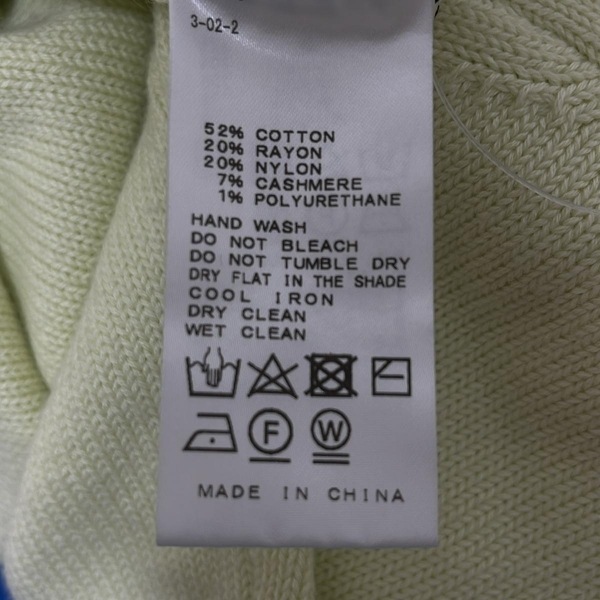 3-02-2
52% COTTON
20% RAYON
20% NYLON
7% CASHMERE
1% POLYURETHANE
HAND WASH
DO NOT BLEACH
DO NOT TUMBLE DRY
DRY FLAT IN THE SHADE
COOL IRON
DRY CLEAN
WET CLEAN
F W
MADE IN CHINA